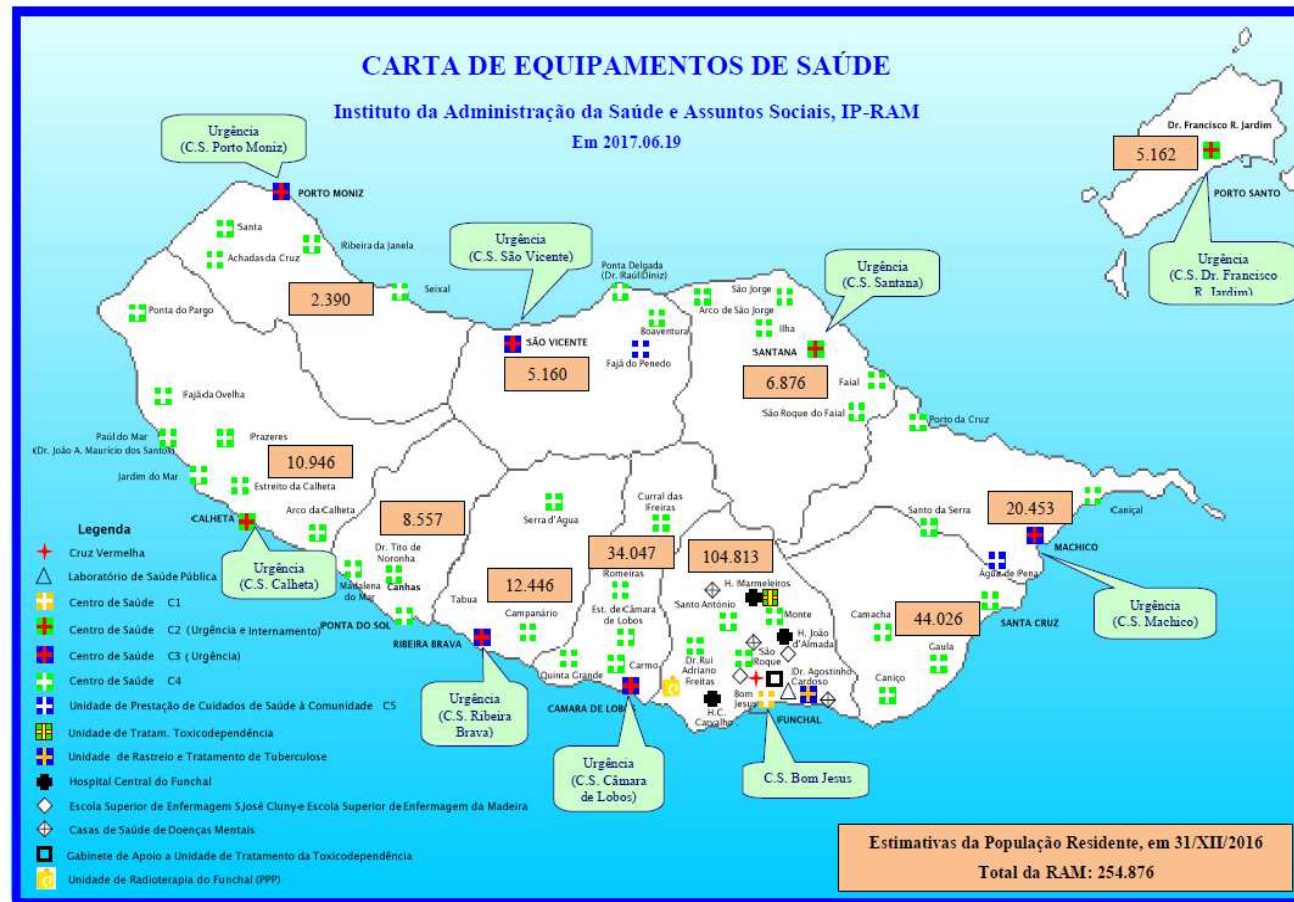 CARTA DE EQUIPAMENTOS DE SAÚDE
Instituto da Administração da Saúde e Assuntos Sociais, IP-RAM
Em 2017.06.19
Urgência
(C.S. Porto Moniz)
PORTO MONIZ
Santa
Achadas da Cruz
Ribeira da Janela
Seixal
2.390
Urgência
(C.S. São Vicente)
SÃO VICENTE
5.160
Ponta Delgada
(Dr. Raúl Diniz)
Boaventura
Fajã do Penedo
Urgência
(C.S. Santana)
São Jorge
Arco de São Jorge
Ilha
SANTANA
6.876
Faial
São Roque do Faial
Dr. Francisco R. Jardim
5.162
PORTO SANTO
Urgência
(C.S. Dr. Francisco
R. Jardim)
Ponta do Pargo
Fajã da Ovelha
Paúl do Mar
(Dr. João A. Maurício dos Santos)
Prazeres
10.946
Jardim do Mar
Estreito da Calheta
CALHETA
Arco da Calheta
Urgência
(C.S. Calheta)
8.557
Dr. Tito de
Noronha
Canhas
Madalena
do Mar
PONTA DO SOL
Serra d'Agua
12.446
Tabua
Campanário
RIBEIRA BRAVA
Urgência
(C.S. Ribeira
Brava)
Curral das
Freiras
34.047
Romeiras
Est. de Câmara
de Lobos
Quinta Grande
Carmo
CAMARA DE LOBOS
Urgência
(C.S. Câmara
de Lobos)
104.813
H. Marmeleiros
Santo António
Monte
H. João
d'Almada
São
Roque
Dr. Rui
Adriano
Freitas
Dr. Agostinho
Cardoso
Bom
Jesus
H.C.
Carvalho
FUNCHAL
C.S. Bom Jesus
Porto da Cruz
Santo da Serra
20.453
Caniçal
MACHICO
Água de Pena
Urgência
(C.S. Machico)
Camacha
44.026
SANTA CRUZ
Gaula
Caniço
Legenda
Cruz Vermelha
Laboratório de Saúde Pública
Centro de Saúde C1
Centro de Saúde C2 (Urgência e Internamento)
Centro de Saúde C3 (Urgência)
Centro de Saúde C4
Unidade de Prestação de Cuidados de Saúde à Comunidade C5
Unidade de Tratam. Toxicodependência
Unidade de Rastreio e Tratamento de Tuberculose
Hospital Central do Funchal
Escola Superior de Enfermagem S.José Cluny e Escola Superior de Enfermagem da Madeira
Casas de Saúde de Doenças Mentais
Gabinete de Apoio a Unidade de Tratamento da Toxicodependência
Unidade de Radioterapia do Funchal (PPP)
Estimativas da População Residente, em 31/XII/2016
Total da RAM: 254.876